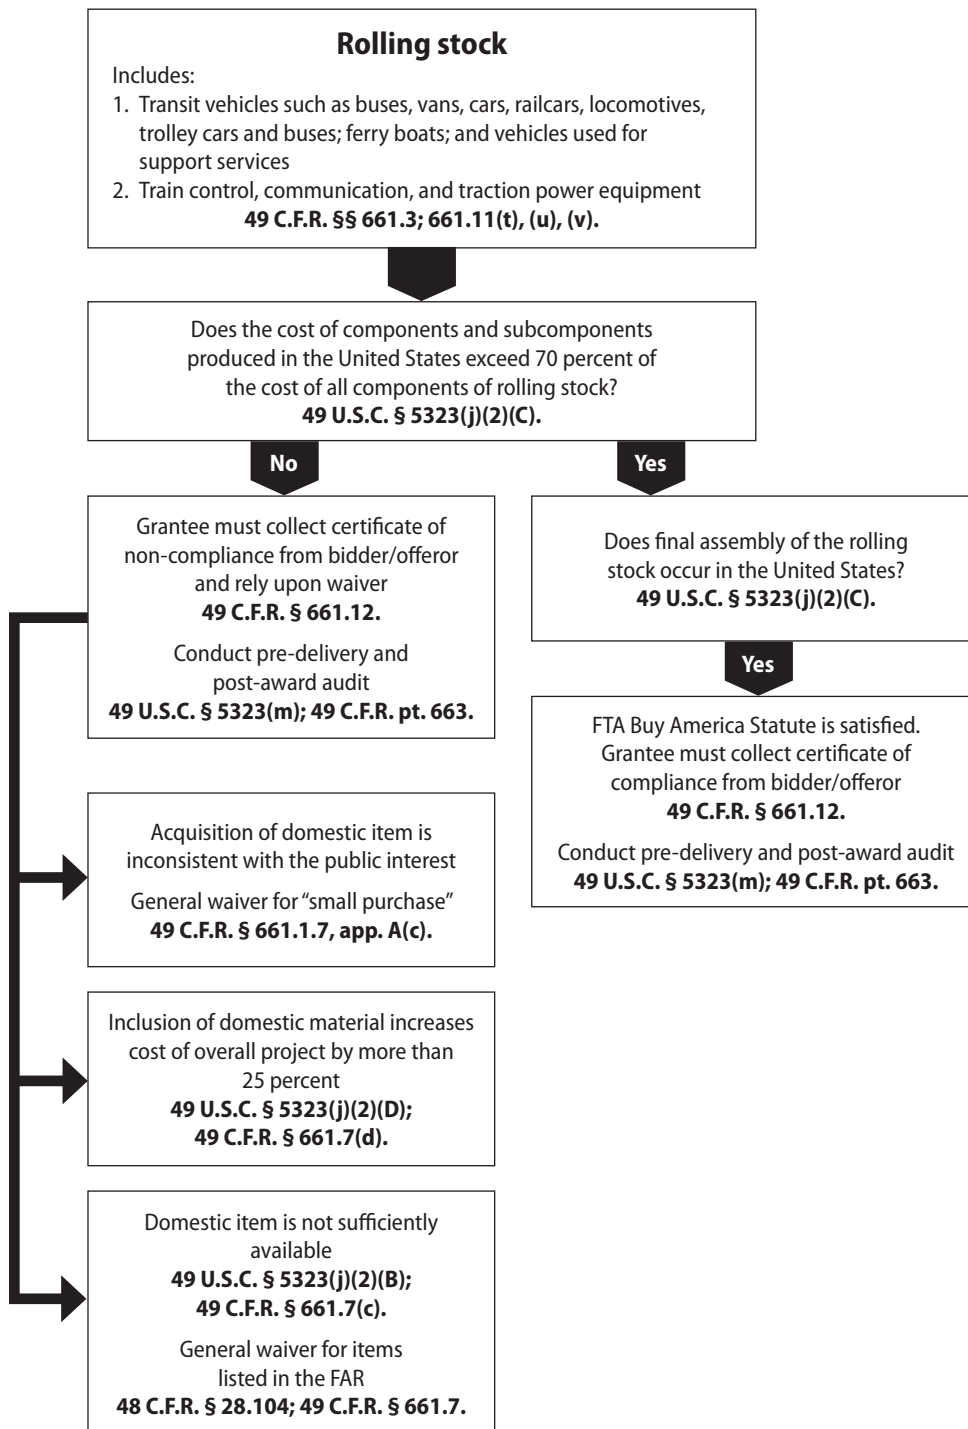 Rolling stock
Includes:
1. Transit vehicles such as buses, vans, cars, railcars, locomotives,
trolley cars and buses; ferry boats; and vehicles used for
support services
2. Train control, communication, and traction power equipment
49 C.F.R. §§ 661.3; 661.11(t), (u), (v).
Does the cost of components and subcomponents
produced in the United States exceed 70 percent of
the cost of all components of rolling stock?
49 U.S.C. § 5323(j)(2)(C).
No
Yes
Grantee must collect certificate of
non-compliance from bidder/offeror
and rely upon waiver
49 C.F.R. § 661.12.
Conduct pre-delivery and
post-award audit
49 U.S.C. § 5323(m); 49 C.F.R. pt. 663.
Does final assembly of the rolling
stock occur in the United States?
49 U.S.C. § 5323(j)(2)(C).
Yes
FTA Buy America Statute is satisfied.
Grantee must collect certificate of
compliance from bidder/offeror
49 C.F.R. § 661.12.
Conduct pre-delivery and post-award audit
49 U.S.C. § 5323(m); 49 C.F.R. pt. 663.
Acquisition of domestic item is
inconsistent with the public interest
General waiver for “small purchase”
49 C.F.R. § 661.1.7, app. A(c).
Inclusion of domestic material increases
cost of overall project by more than
25 percent
49 U.S.C. § 5323(j)(2)(D);
49 C.F.R. § 661.7(d).
Domestic item is not sufficiently
available
49 U.S.C. § 5323(j)(2)(B);
49 C.F.R. § 661.7(c).
General waiver for items
listed in the FAR
48 C.F.R. § 28.104; 49 C.F.R. § 661.7.